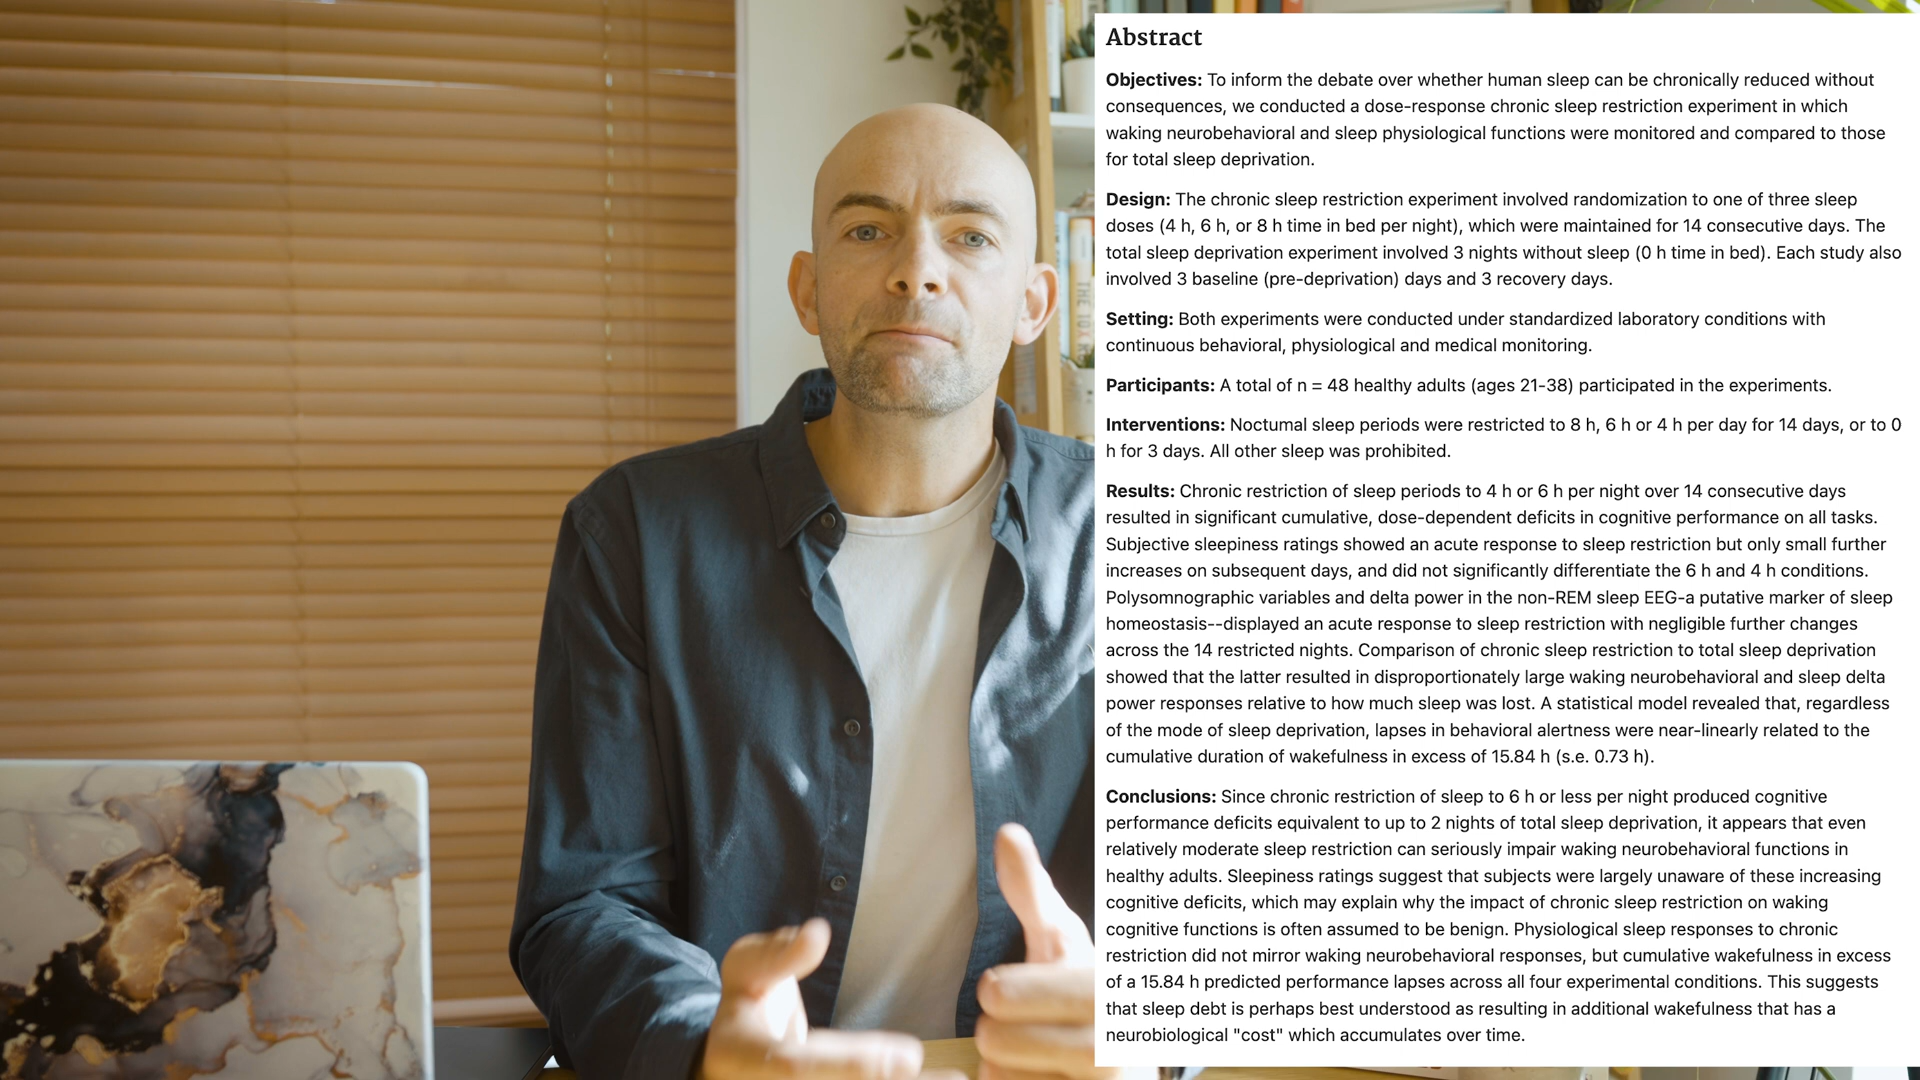 THE 10X R
Abstract
Objectives: To inform the debate over whether human sleep can be chronically reduced without
consequences, we conducted a dose-response chronic sleep restriction experiment in which
waking neurobehavioral and sleep physiological functions were monitored and compared to those
for total sleep deprivation.
Design: The chronic sleep restriction experiment involved randomization to one of three sleep
doses (4 h, 6 h, or 8 h time in bed per night), which were maintained for 14 consecutive days. The
total sleep deprivation experiment involved 3 nights without sleep (0 h time in bed). Each study also
involved 3 baseline (pre-deprivation) days and 3 recovery days.
Setting: Both experiments were conducted under standardized laboratory conditions with
continuous behavioral, physiological and medical monitoring.
Participants: A total of n = 48 healthy adults (ages 21-38) participated in the experiments.
Interventions: Noctumal sleep periods were restricted to 8 h, 6 h or 4 h per day for 14 days, or to 0
h for 3 days. All other sleep was prohibited.
Results: Chronic restriction of sleep periods to 4 h or 6 h per night over 14 consecutive days
resulted in significant cumulative, dose-dependent deficits in cognitive performance on all tasks.
Subjective sleepiness ratings showed an acute response to sleep restriction but only small further
increases on subsequent days, and did not significantly differentiate the 6 h and 4 h conditions.
Polysomnographic variables and delta power in the non-REM sleep EEG-a putative marker of sleep
homeostasis--displayed an acute response to sleep restriction with negligible further changes
across the 14 restricted nights. Comparison of chronic sleep restriction to total sleep deprivation
showed that the latter resulted in disproportionately large waking neurobehavioral and sleep delta
power responses relative to how much sleep was lost. A statistical model revealed that, regardless
of the mode of sleep deprivation, lapses in behavioral alertness were near-linearly related to the
cumulative duration of wakefulness in excess of 15.84 h (s.e. 0.73 h).
Conclusions: Since chronic restriction of sleep to 6 h or less per night produced cognitive
performance deficits equivalent to up to 2 nights of total sleep deprivation, it appears that even
relatively moderate sleep restriction can seriously impair waking neurobehavioral functions in
healthy adults. Sleepiness ratings suggest that subjects were largely unaware of these increasing
cognitive deficits, which may explain why the impact of chronic sleep restriction on waking
cognitive functions is often assumed to be benign. Physiological sleep responses to chronic
restriction did not mirror waking neurobehavioral responses, but cumulative wakefulness in excess
of a 15.84 h predicted performance lapses across all four experimental conditions. This suggests
that sleep debt is perhaps best understood as resulting in additional wakefulness that has a
neurobiological "cost" which accumulates over time.